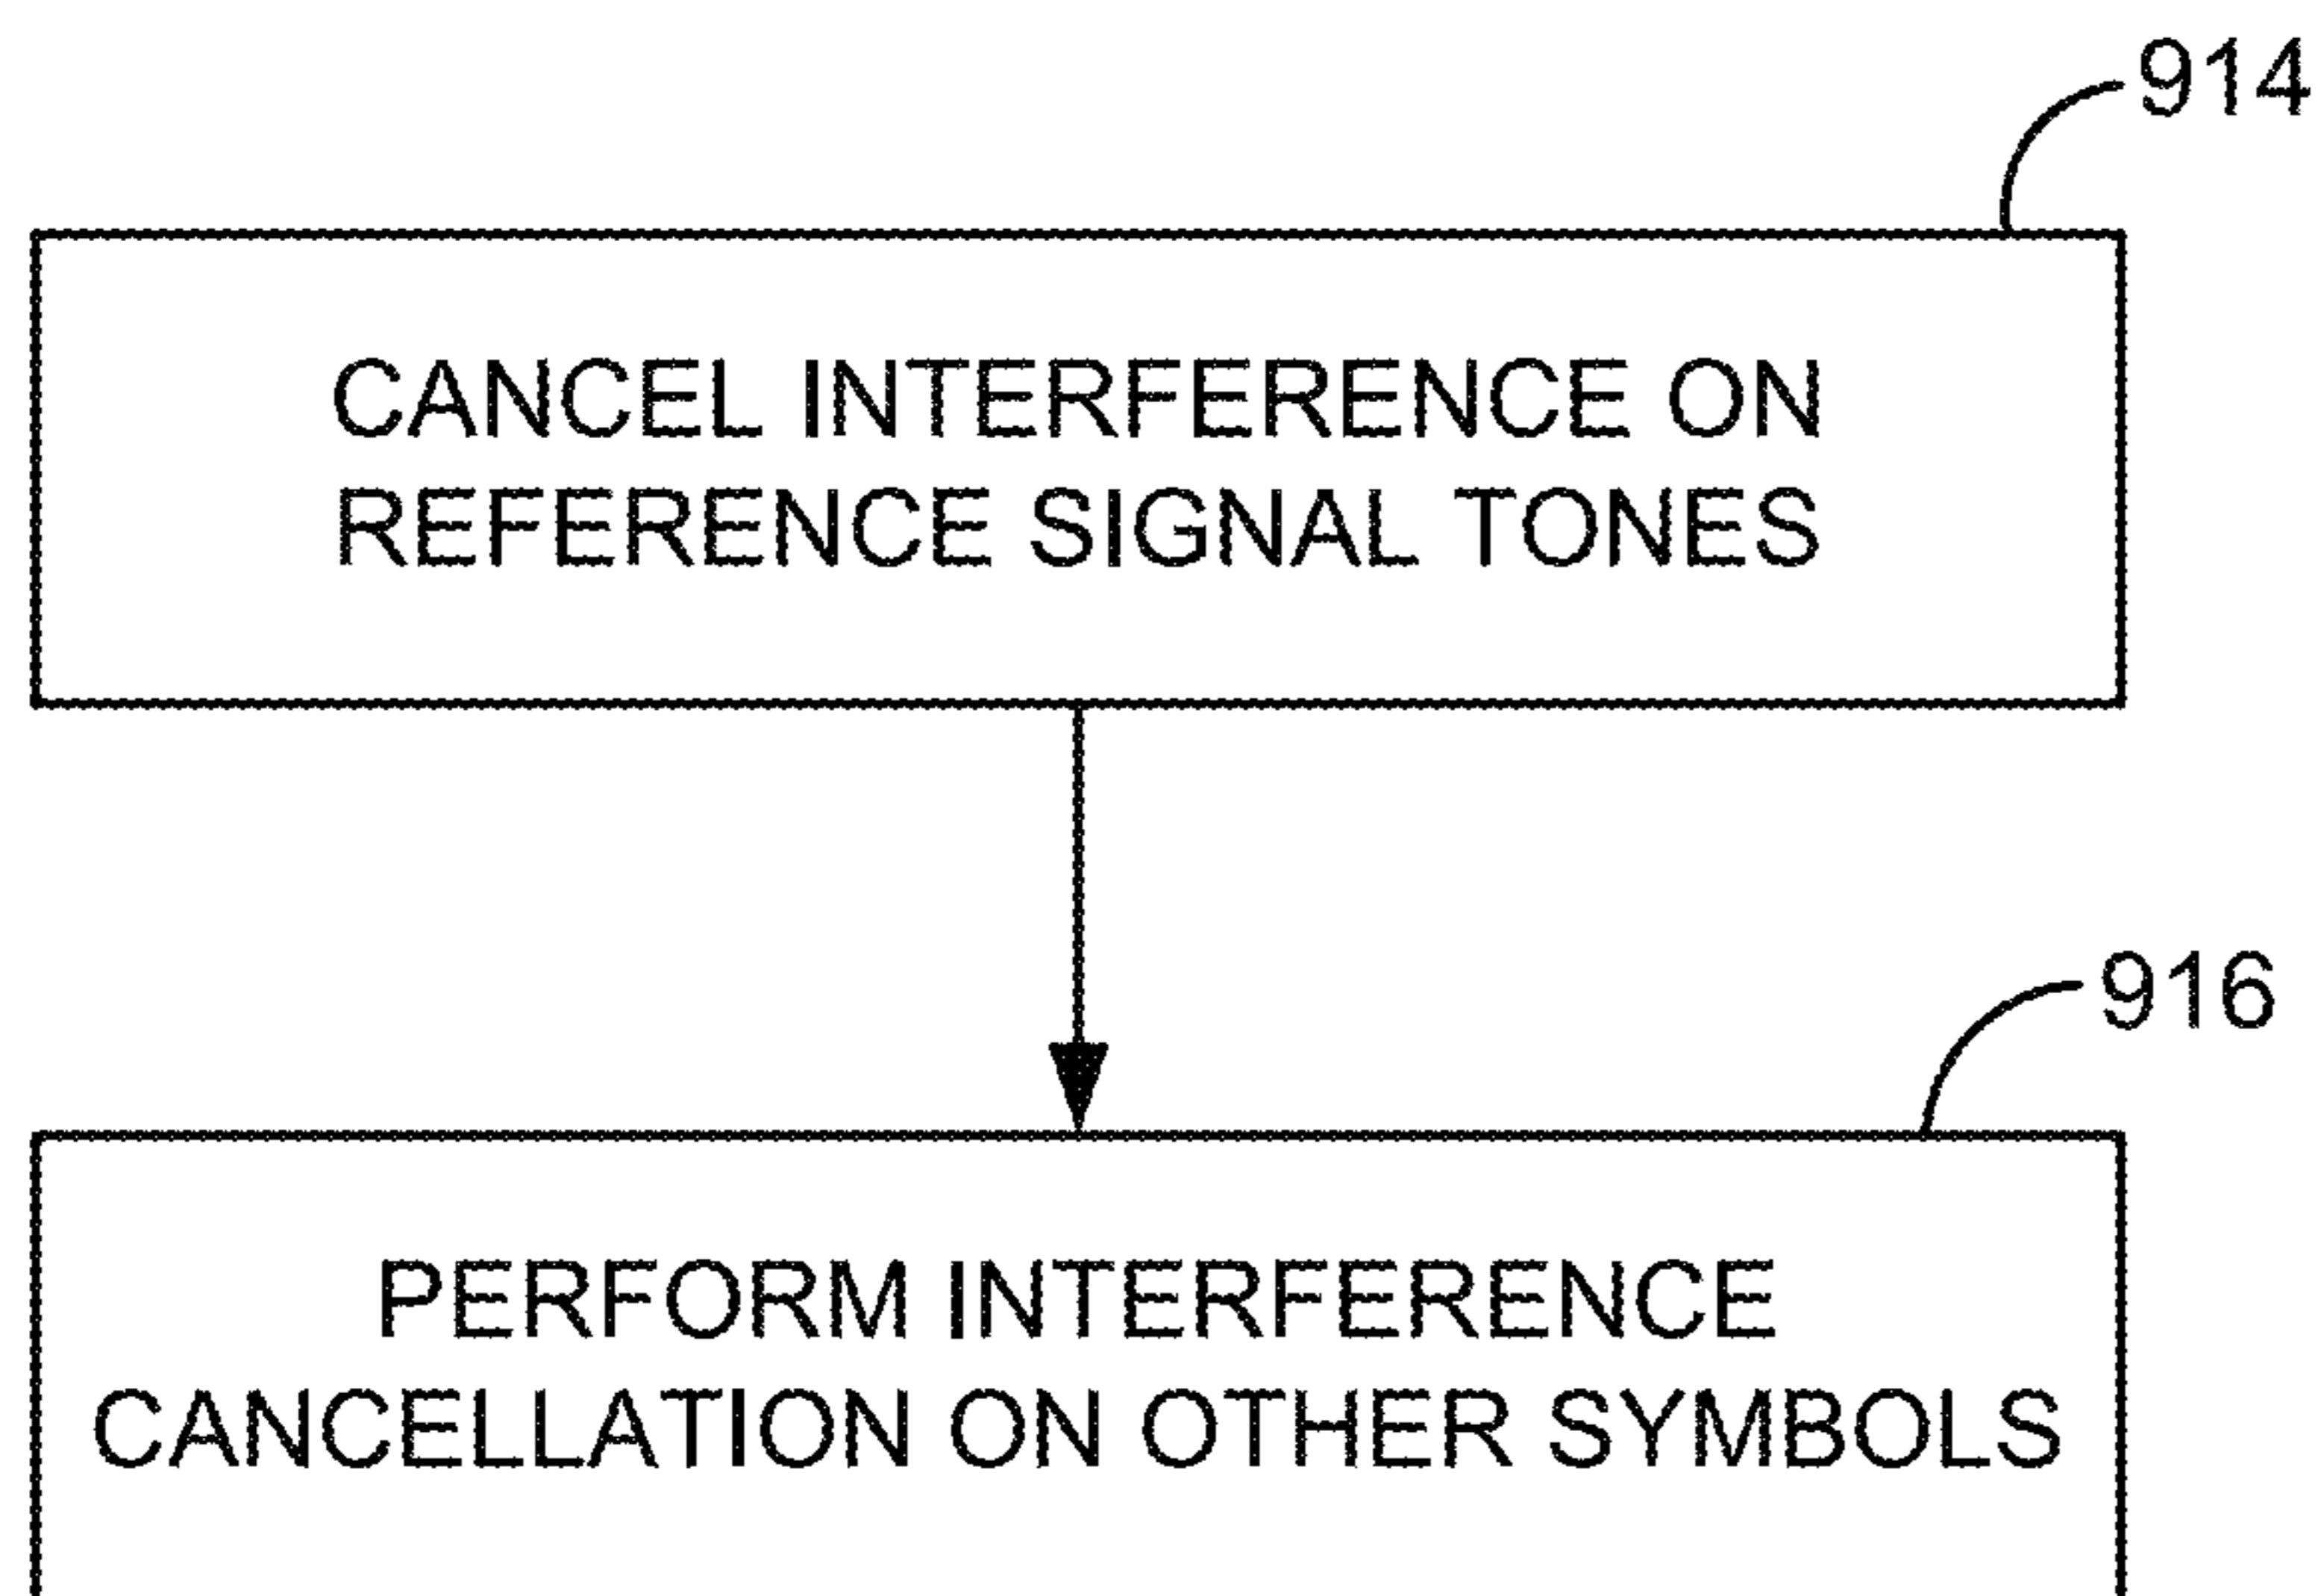 914
CANCEL INTERFERENCE ON
REFERENCE SIGNAL TONES
916
PERFORM INTERFERENCE
CANCELLATION ON OTHER SYMBOLS